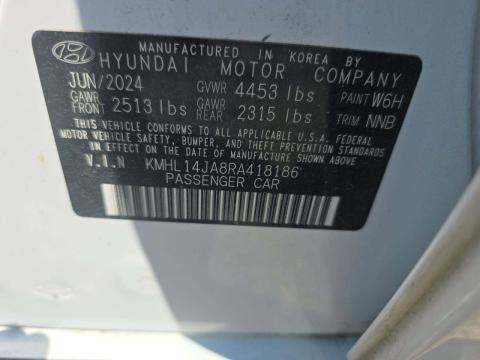 MANUFACTURED IN KOREA BY
HYUNDAI MOTOR COMPANY
JUN/2024 GVWR 4453 lbs PAINT W6H
GAWR FRONT 2513 lbs GAWR REAR 2315 lbs TRIM NNB
THIS VEHICLE CONFORMS TO ALL APPLICABLE U.S.A. FEDERAL
MOTOR VEHICLE SAFETY, BUMPER, AND THEFT PREVENTION STANDARDS
IN EFFECT ON THE DATE OF MANUFACTURE SHOWN ABOVE.
V.I.N KMHL14JA8RA418186
PASSENGER CAR